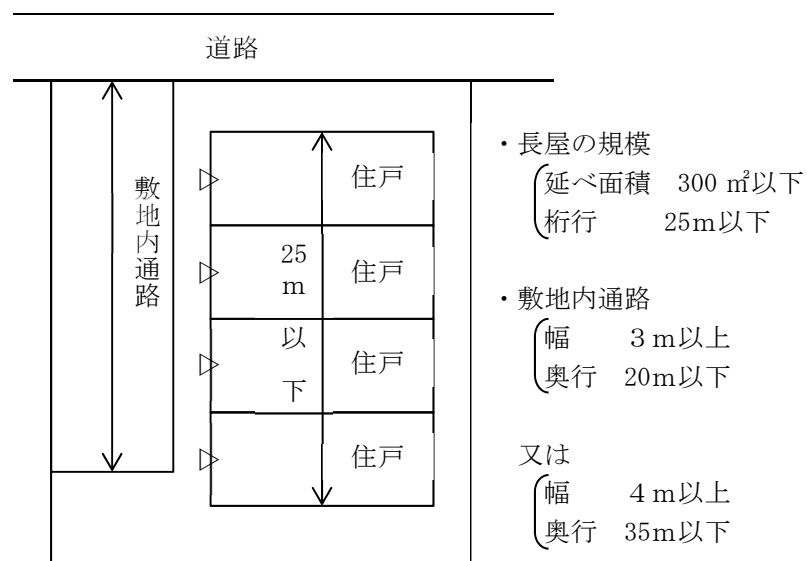 道路
敷地内通路
住戸
住戸
住戸
住戸
25
m
以
下
・長屋の規模
延べ面積　300 ㎡以下
桁行　25m以下
・敷地内通路
幅　３m以上
奥行　20m以下
又は
幅　４m以上
奥行　35m以下